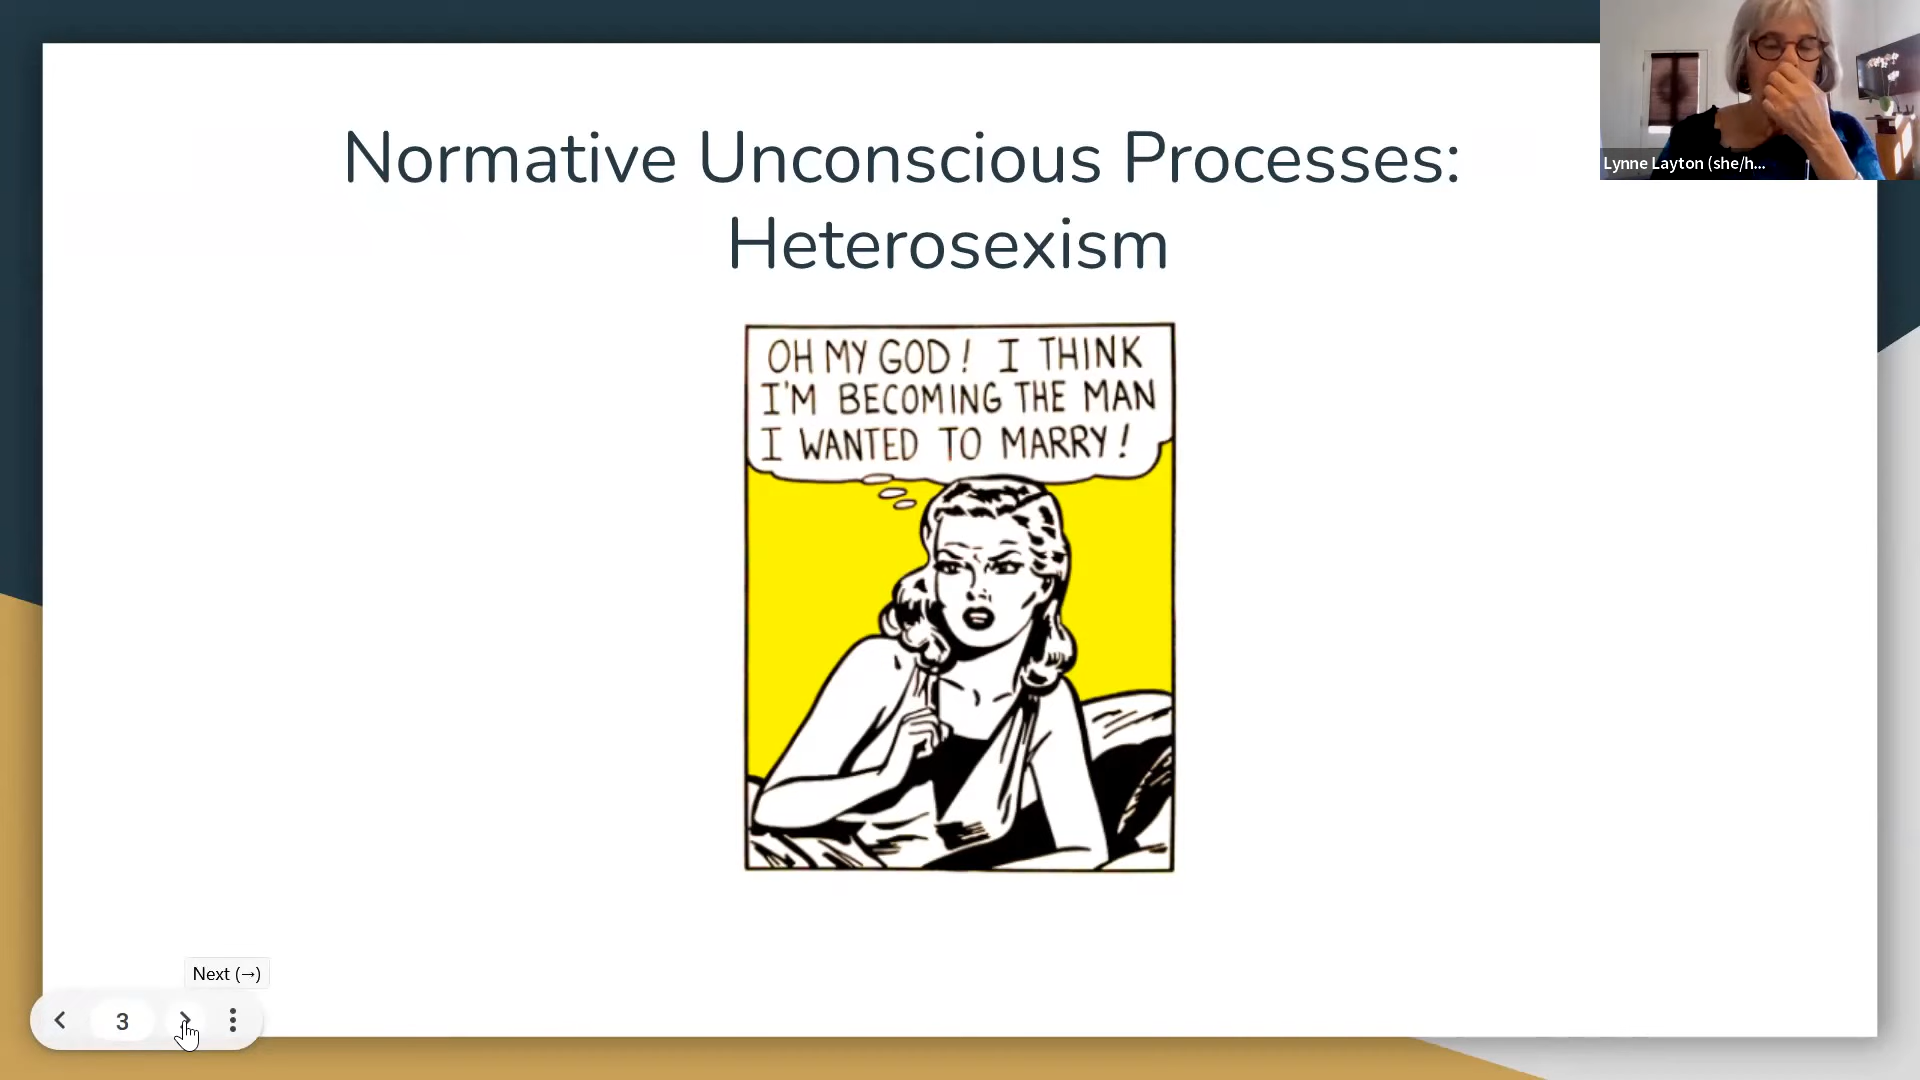 Normative Unconscious Processes:
Heterosexism
Lynne Layton (she/h...
OH MY GOD! I THINK
I'M BECOMING THE MAN
I WANTED TO MARRY!
Next (→)
3